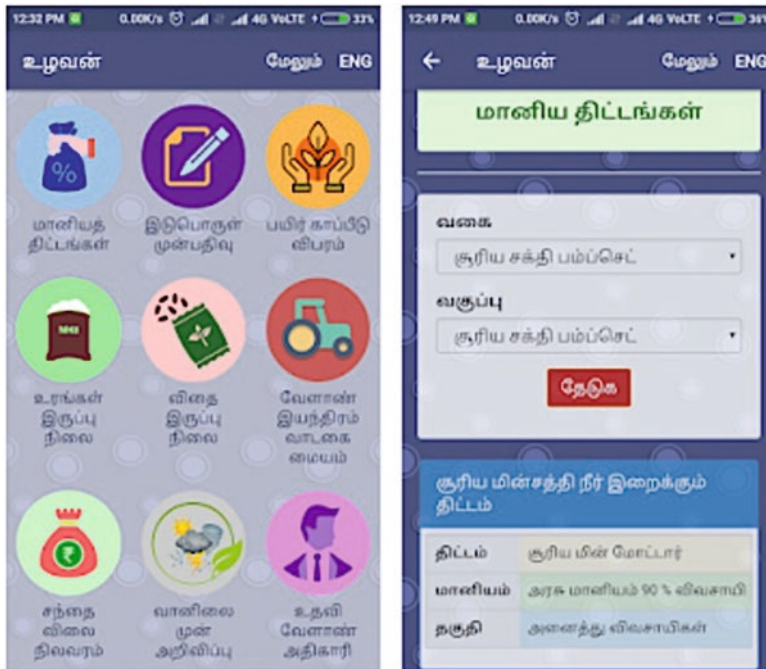 12:32 PM 0.00K/s 4G VoLTE 33%
உழவன் மேலும் ENG
%
மானியத்
திட்டங்கள்
இடுபொருள்
முன்பதிவு
பயிர் காப்பீடு
விபரம்
உரங்கள்
இருப்பு
நிலை
விதை
இருப்பு
நிலை
வேளாண்
இயந்திரம்
வாடகை
மையம்
₹
சந்தை
விலை
நிலவரம்
வானிலை
முன்
அறிவிப்பு
உதவி
வேளாண்
அதிகாரி
12:49 PM 0.00K/s 4G VoLTE
உழவன் மேலும் ENG
மானிய திட்டங்கள்
வகை
சூரிய சக்தி பம்ப்செட்
வகுப்பு
சூரிய சக்தி பம்ப்செட்
தேடுக
சூரிய மின்சத்தி நீர் இறைக்கும்
திட்டம்
திட்டம் சூரிய மின் மோட்டார்
மானியம் அரசு மானியம் 90 % விவசாயி
தகுதி அனைத்து விவசாயிகள்